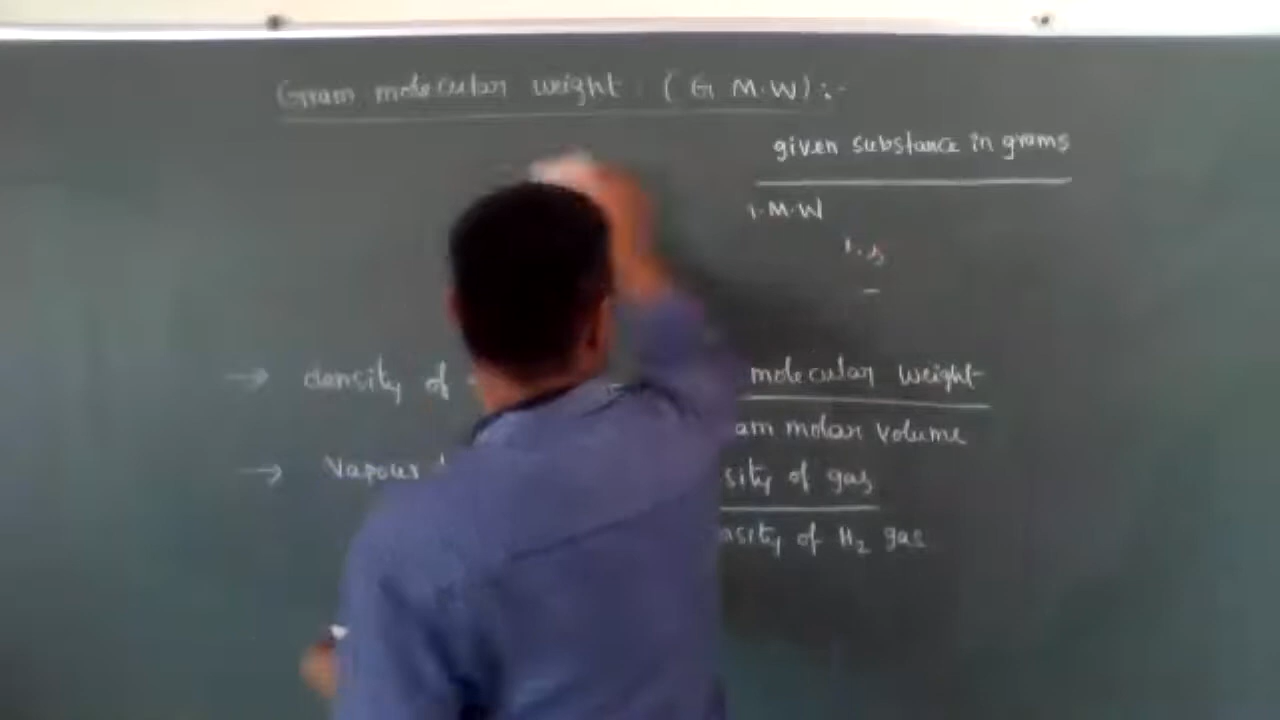 Gram molecular weight : (G M.W) :-
given substance in grams
.M.W
→ density of
molecular weight
am molar volume
→ Vapour
sity of gas
nsity of H₂ gas